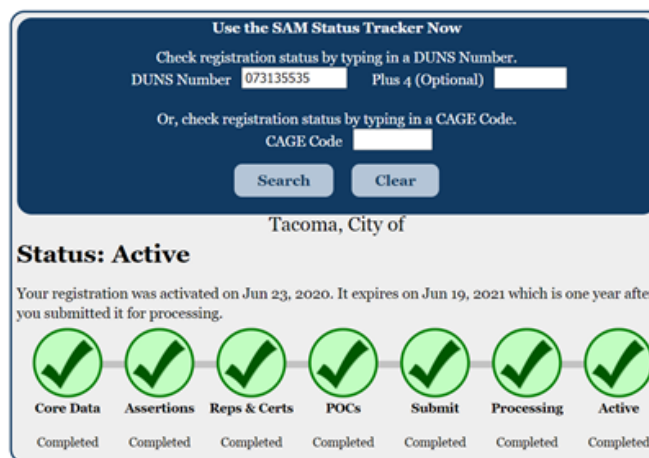 Use the SAM Status Tracker Now
Check registration status by typing in a DUNS Number.
DUNS Number 073135535 Plus 4 (Optional)
Or, check registration status by typing in a CAGE Code.
CAGE Code
Search Clear
Tacoma, City of
Status: Active
Your registration was activated on Jun 23, 2020. It expires on Jun 19, 2021 which is one year after
you submitted it for processing.
Core Data Assertions Reps & Certs POCs Submit Processing Active
Completed Completed Completed Completed Completed Completed Completed